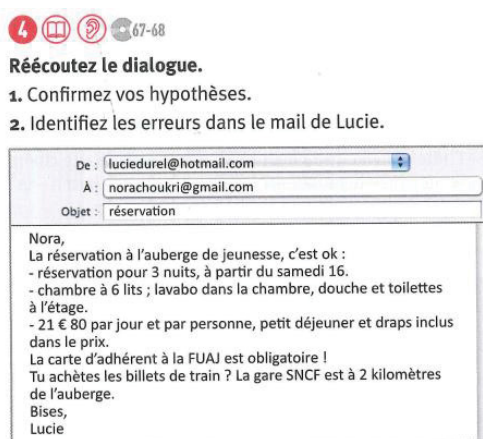 4 67-68
Réécoutez le dialogue.
1. Confirmez vos hypothèses.
2. Identifiez les erreurs dans le mail de Lucie.
De : luciedurel@hotmail.com
À : norachoukri@gmail.com
Objet : réservation
Nora,
La réservation à l'auberge de jeunesse, c'est ok :
- réservation pour 3 nuits, à partir du samedi 16.
- chambre à 6 lits ; lavabo dans la chambre, douche et toilettes
à l'étage.
- 21 € 80 par jour et par personne, petit déjeuner et draps inclus
dans le prix.
La carte d'adhérent à la FUAJ est obligatoire !
Tu achètes les billets de train ? La gare SNCF est à 2 kilomètres
de l'auberge.
Bises,
Lucie